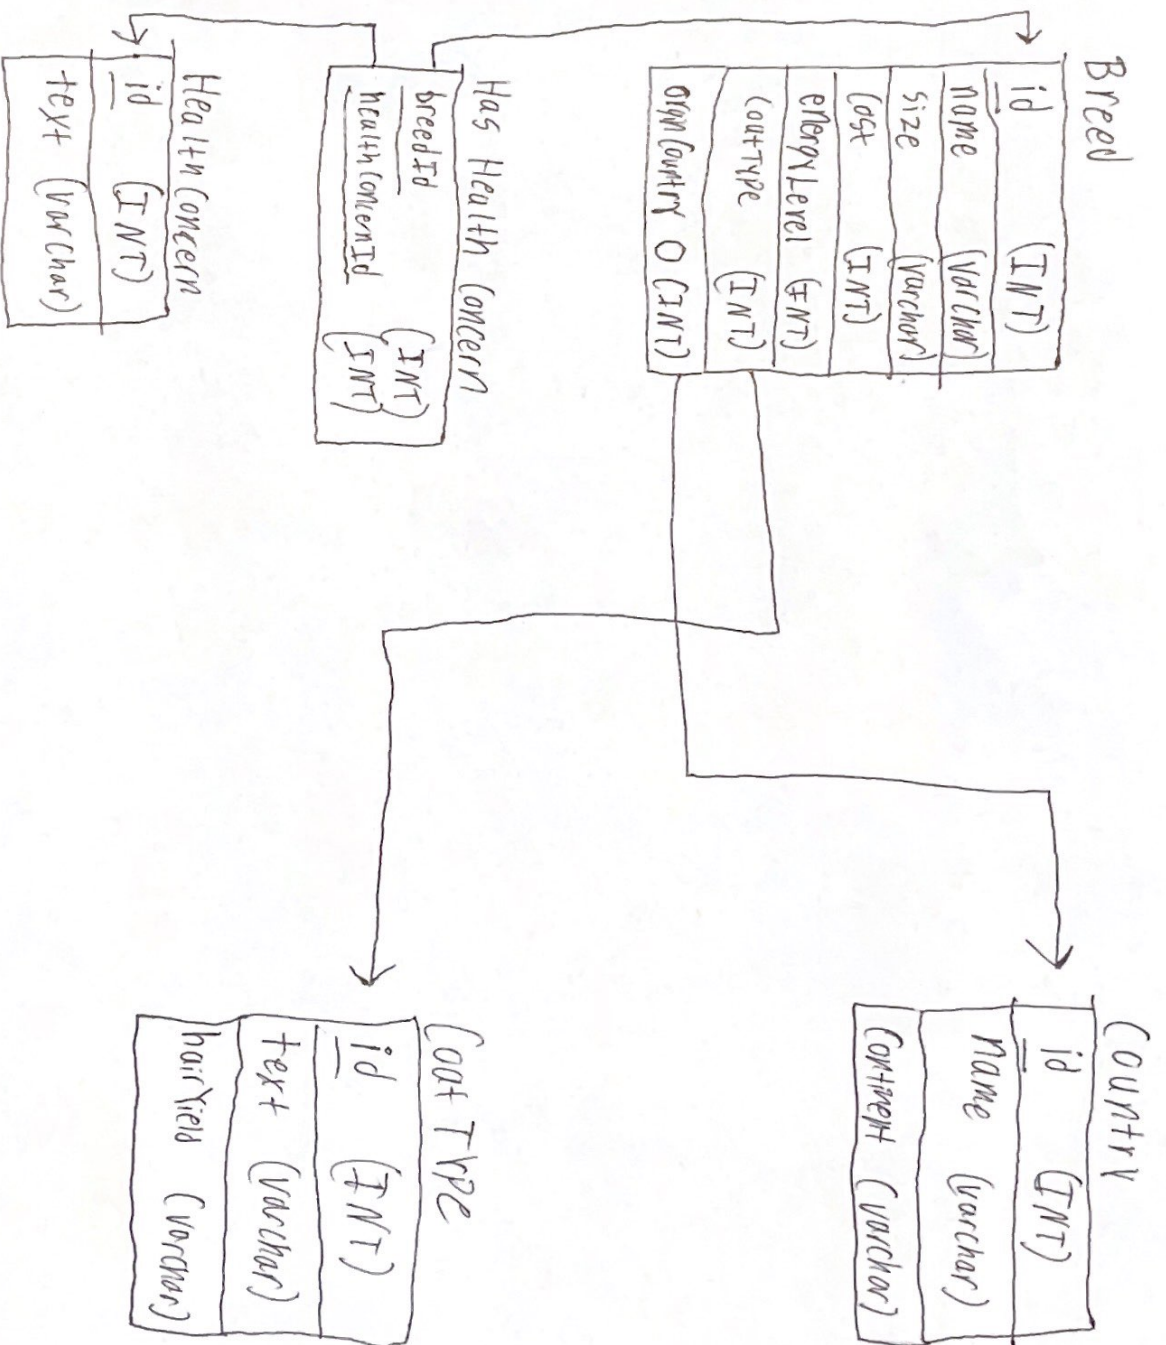 Breed
id (INT)
name (varchar)
size (varchar)
Cost (INT)
energyLevel (INT)
CoatType (INT)
orgnCountry O (INT)
Has Health Concern
breedId (INT)
healthConcernId (INT)
Health Concern
id (INT)
text (varchar)
Country
id (INT)
name (varchar)
Continent (varchar)
Coat Type
id (INT)
text (varchar)
hairYield (varchar)